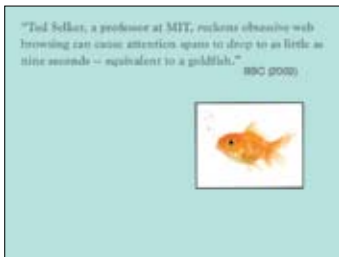 "Ted Selker, a professor at MIT, reckons obsessive web
browsing can cause attention spans to drop to as little as
nine seconds – equivalent to a goldfish."
BBC (2002)